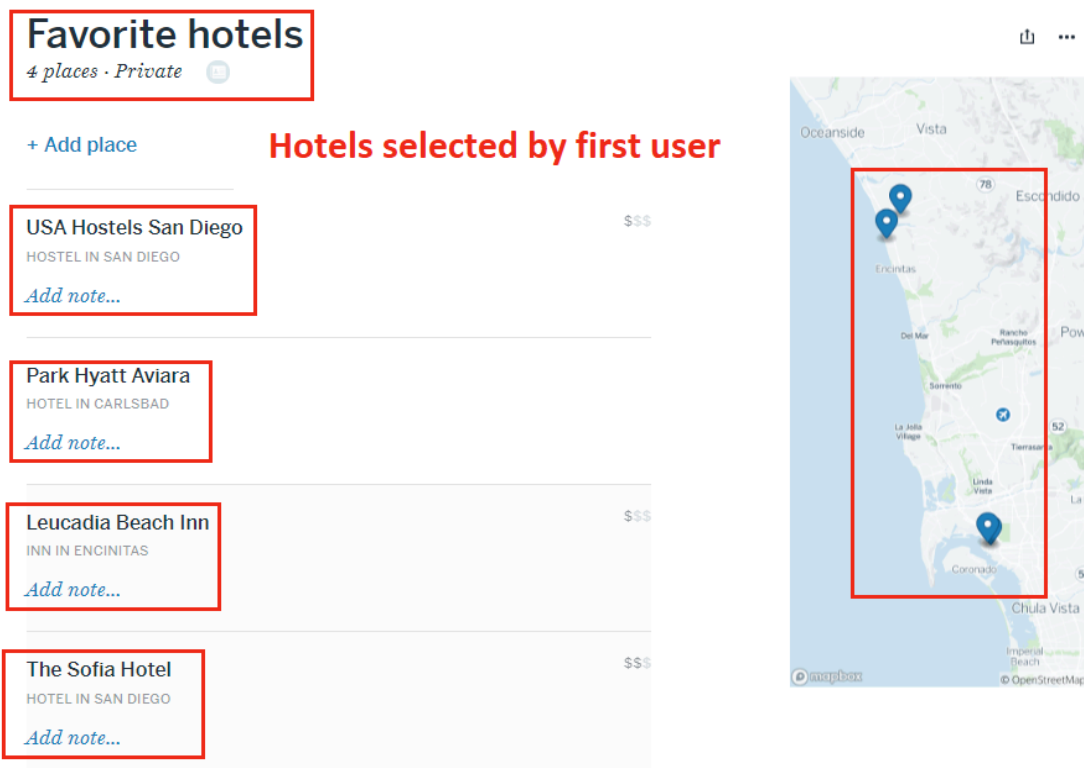 Favorite hotels
4 places · Private
+ Add place
Hotels selected by first user
USA Hostels San Diego
$$$
HOSTEL IN SAN DIEGO
Add note...
Park Hyatt Aviara
HOTEL IN CARLSBAD
Add note...
Leucadia Beach Inn
$$$
INN IN ENCINITAS
Add note...
The Sofia Hotel
$$$
HOTEL IN SAN DIEGO
Add note...
Oceanside
Vista
78
Escondido
Encinitas
Del Mar
Rancho
Peñasquitos
Pow
Sorrento
La Jolla
Village
52
Tierrasanta
Linda
Vista
La
Coronado
5
Chula Vista
Imperial
Beach
mapbox
© OpenStreetMap